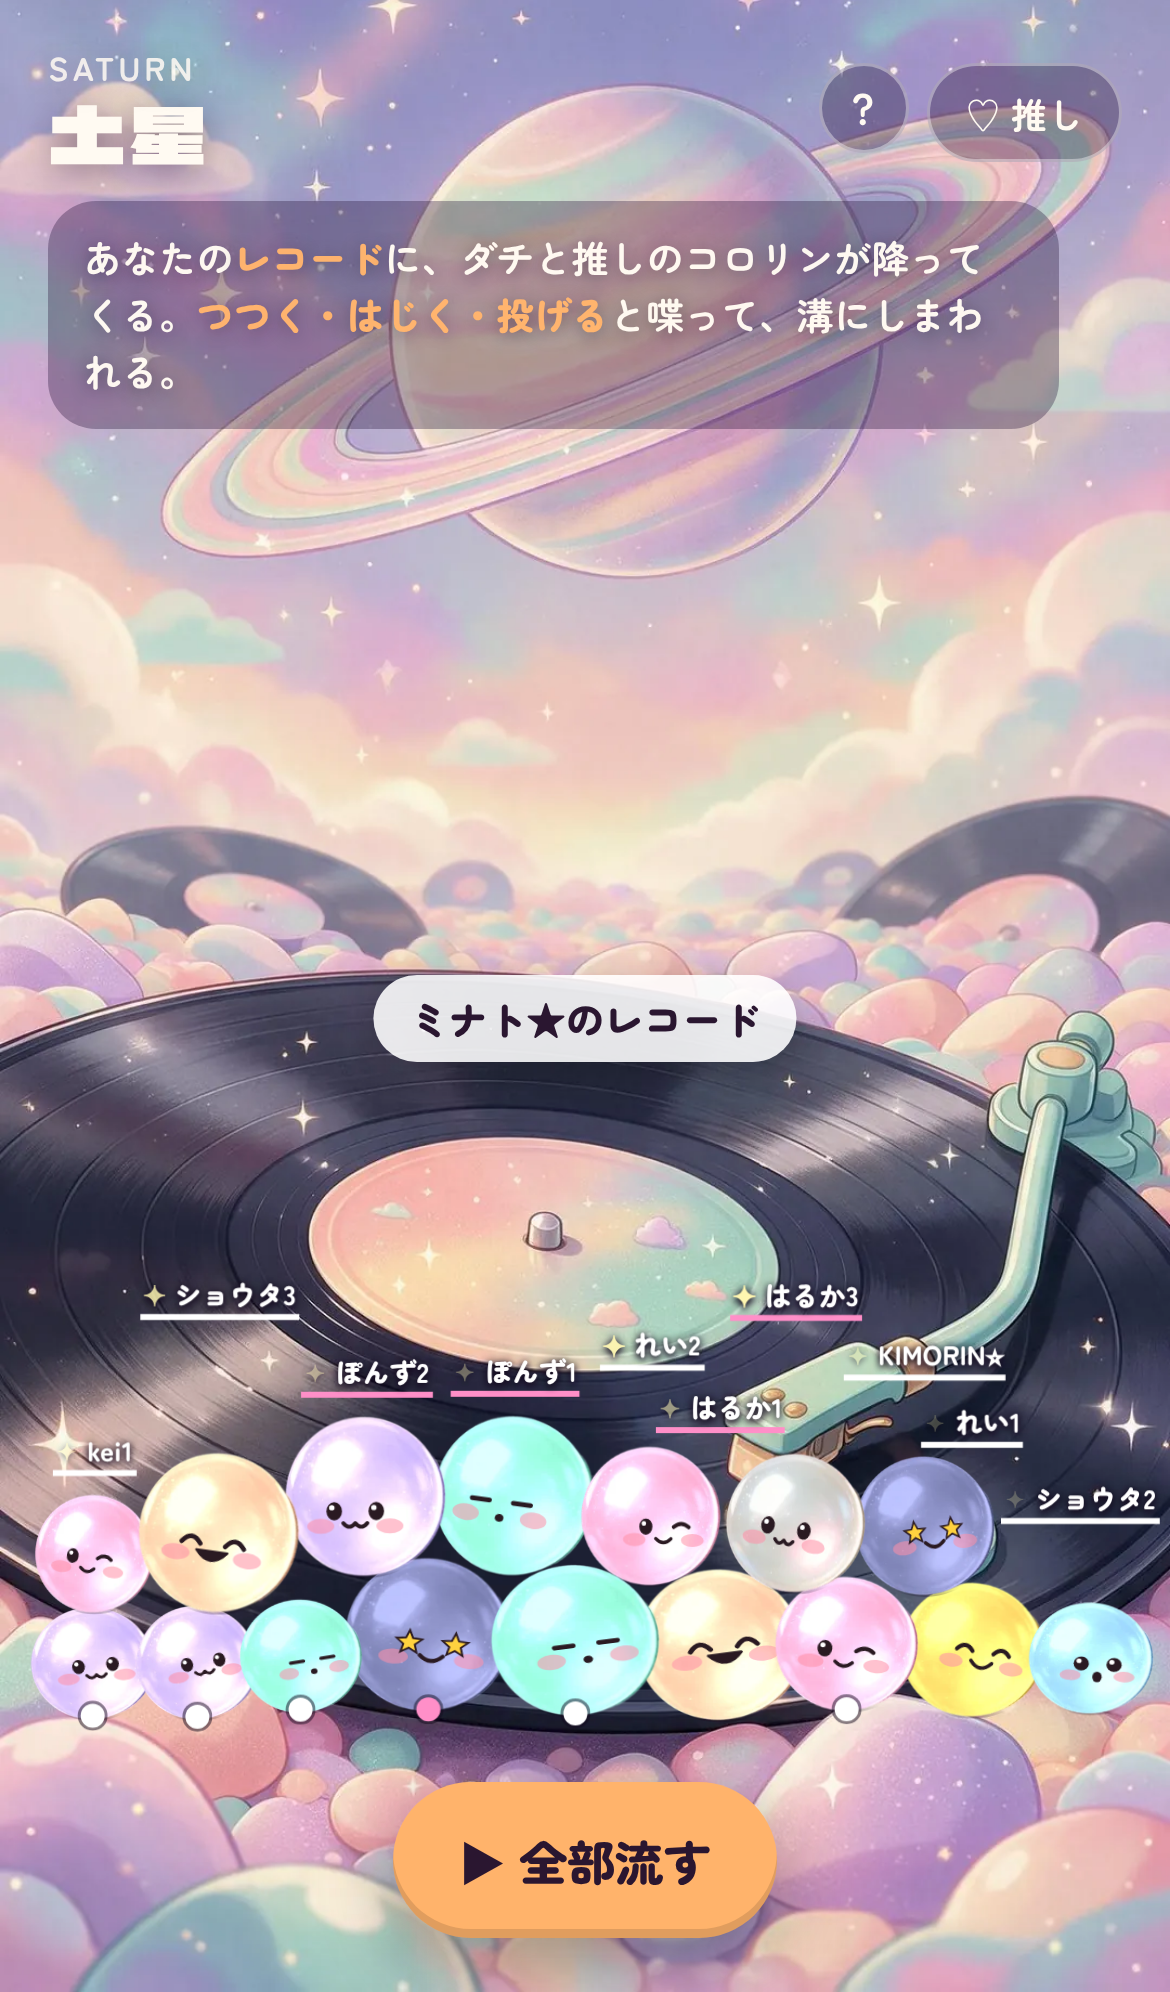 SATURN
土星
?
♡ 推し
あなたのレコードに、ダチと推しのコロリンが降って
くる。つつく・はじく・投げると喋って、溝にしまわ
れる。
ミナト★のレコード
ショウタ3
はるか3
れい2
ぽんず2
ぽんず1
KIMORIN☆
はるか1
れい1
kei1
ショウタ2
▶ 全部流す